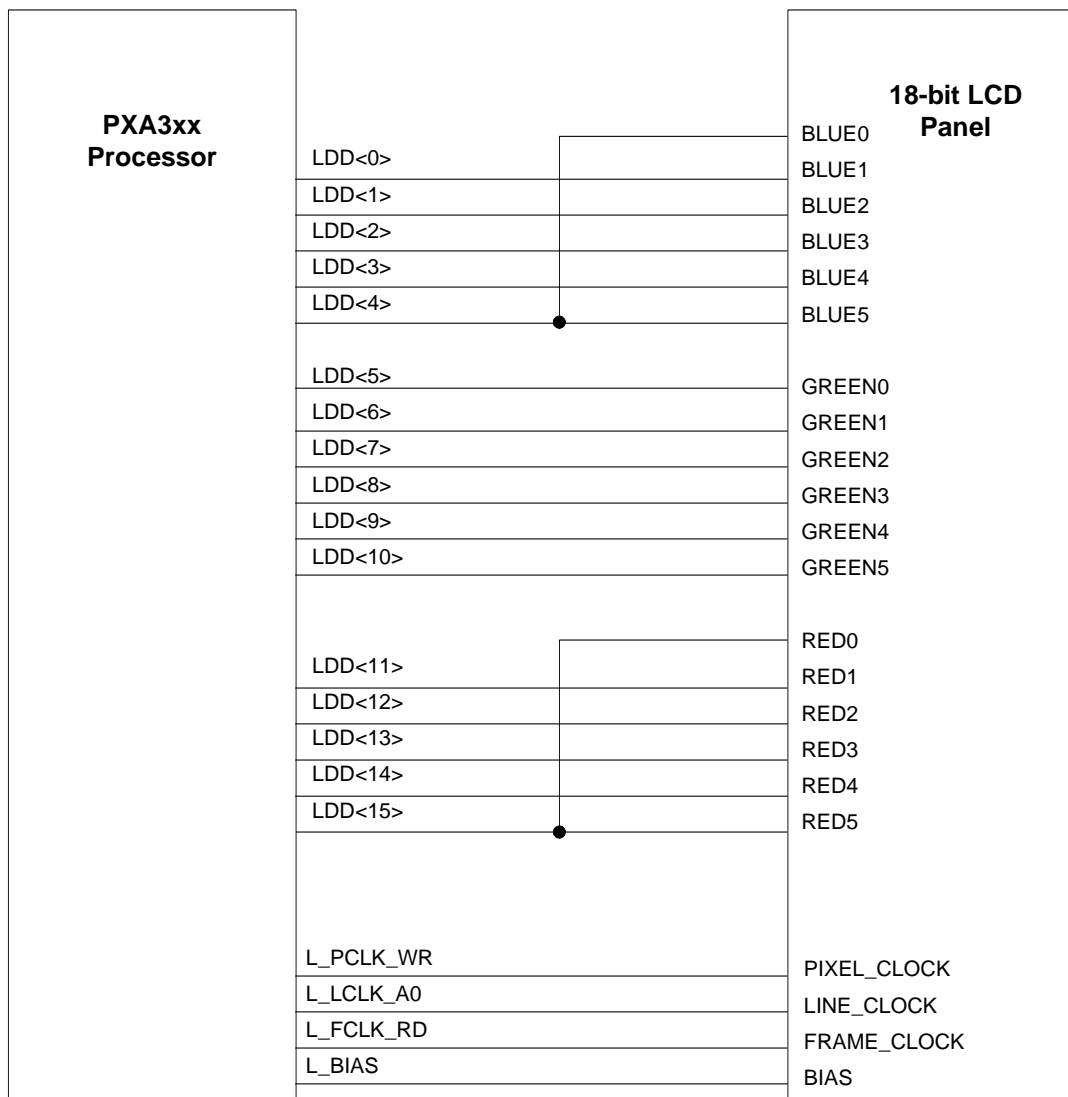 PXA3xx
Processor
18-bit LCD
Panel
BLUE0
LDD<0>
BLUE1
LDD<1>
BLUE2
LDD<2>
BLUE3
LDD<3>
BLUE4
LDD<4>
BLUE5
LDD<5>
GREEN0
LDD<6>
GREEN1
LDD<7>
GREEN2
LDD<8>
GREEN3
LDD<9>
GREEN4
LDD<10>
GREEN5
RED0
LDD<11>
RED1
LDD<12>
RED2
LDD<13>
RED3
LDD<14>
RED4
LDD<15>
RED5
L_PCLK_WR
PIXEL_CLOCK
L_LCLK_A0
LINE_CLOCK
L_FCLK_RD
FRAME_CLOCK
L_BIAS
BIAS